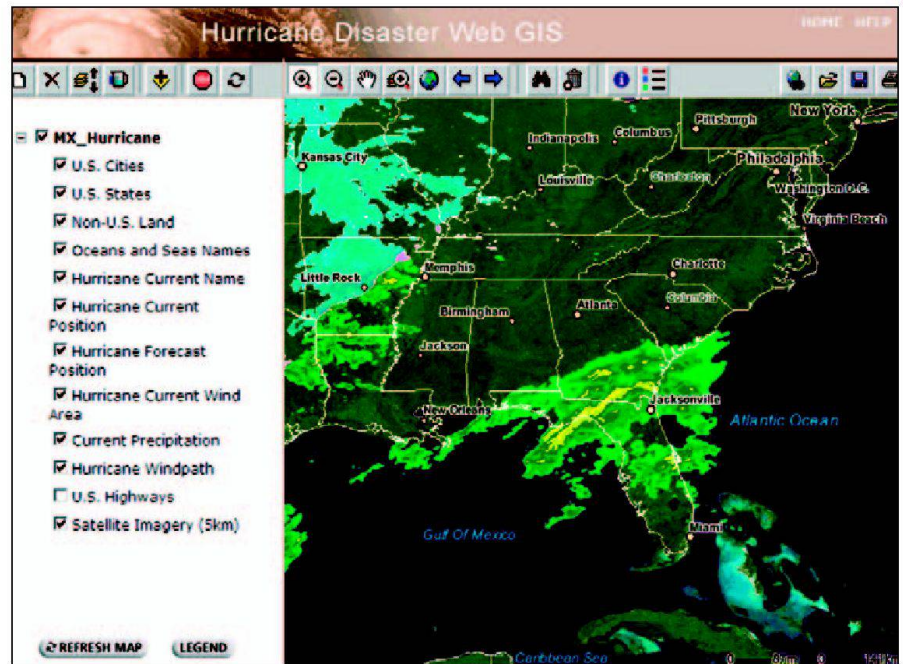 Hurricane Disaster Web GIS
HOME HELP
MX_Hurricane
U.S. Cities
U.S. States
Non-U.S. Land
Oceans and Seas Names
Hurricane Current Name
Hurricane Current
Position
Hurricane Forecast
Position
Hurricane Current Wind
Area
Current Precipitation
Hurricane Windpath
U.S. Highways
Satellite Imagery (5km)
REFRESH MAP
LEGEND
New York
Pittsburgh
Indianapolis
Columbus
Kansas City
Philadelphia
Louisville
Charleston
Washington D.C.
Virginia Beach
Charlotte
Little Rock
Memphis
Columbia
Birmingham
Atlanta
Jackson
Jacksonville
New Orleans
Atlantic Ocean
Gulf Of Mexico
Miami
Caribbean Sea